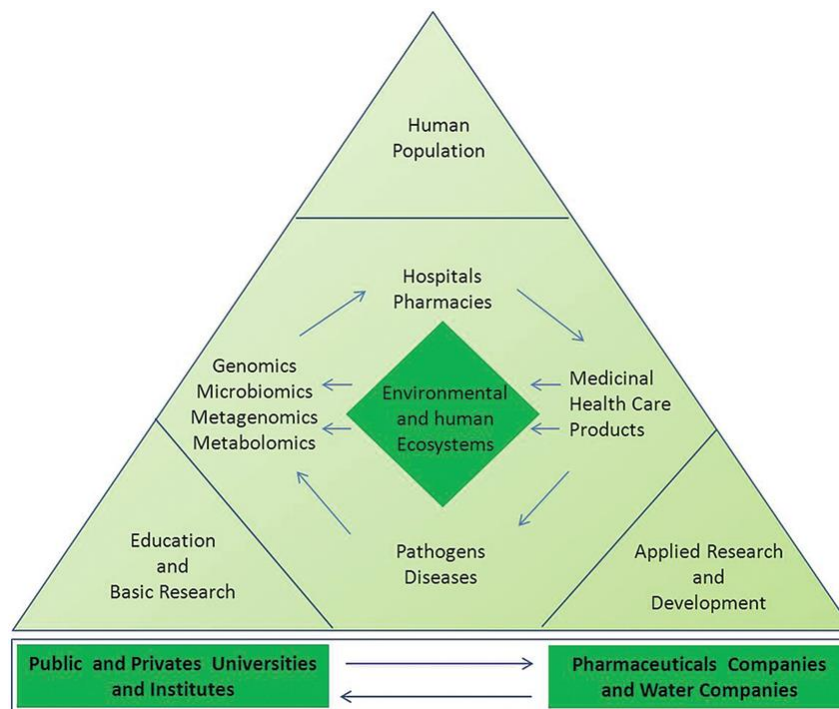 Human
Population
Hospitals
Pharmacies
Genomics
Microbiomics
Metagenomics
Metabolomics
Environmental
and human
Ecosystems
Medicinal
Health Care
Products
Pathogens
Diseases
Education
and
Basic Research
Applied Research
and
Development
Public and Privates Universities
and Institutes
Pharmaceuticals Companies
and Water Companies